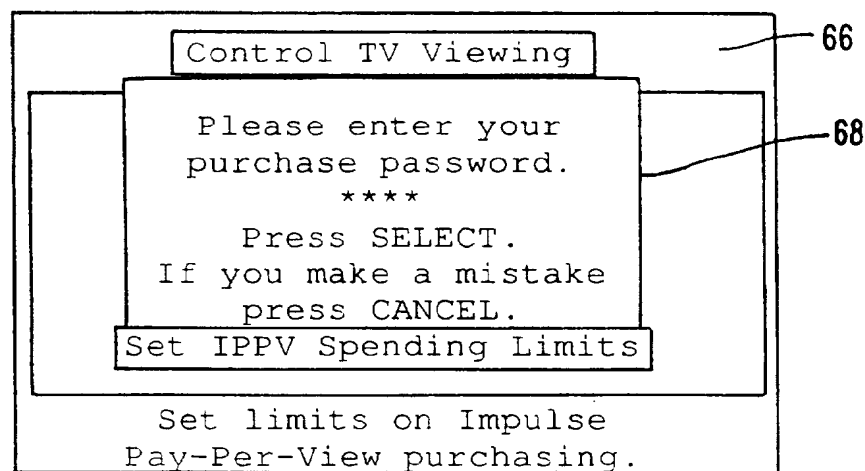 Control TV Viewing
66
Please enter your
purchase password.
68
****
Press SELECT.
If you make a mistake
press CANCEL.
Set IPPV Spending Limits
Set limits on Impulse
Pay-Per-View purchasing.